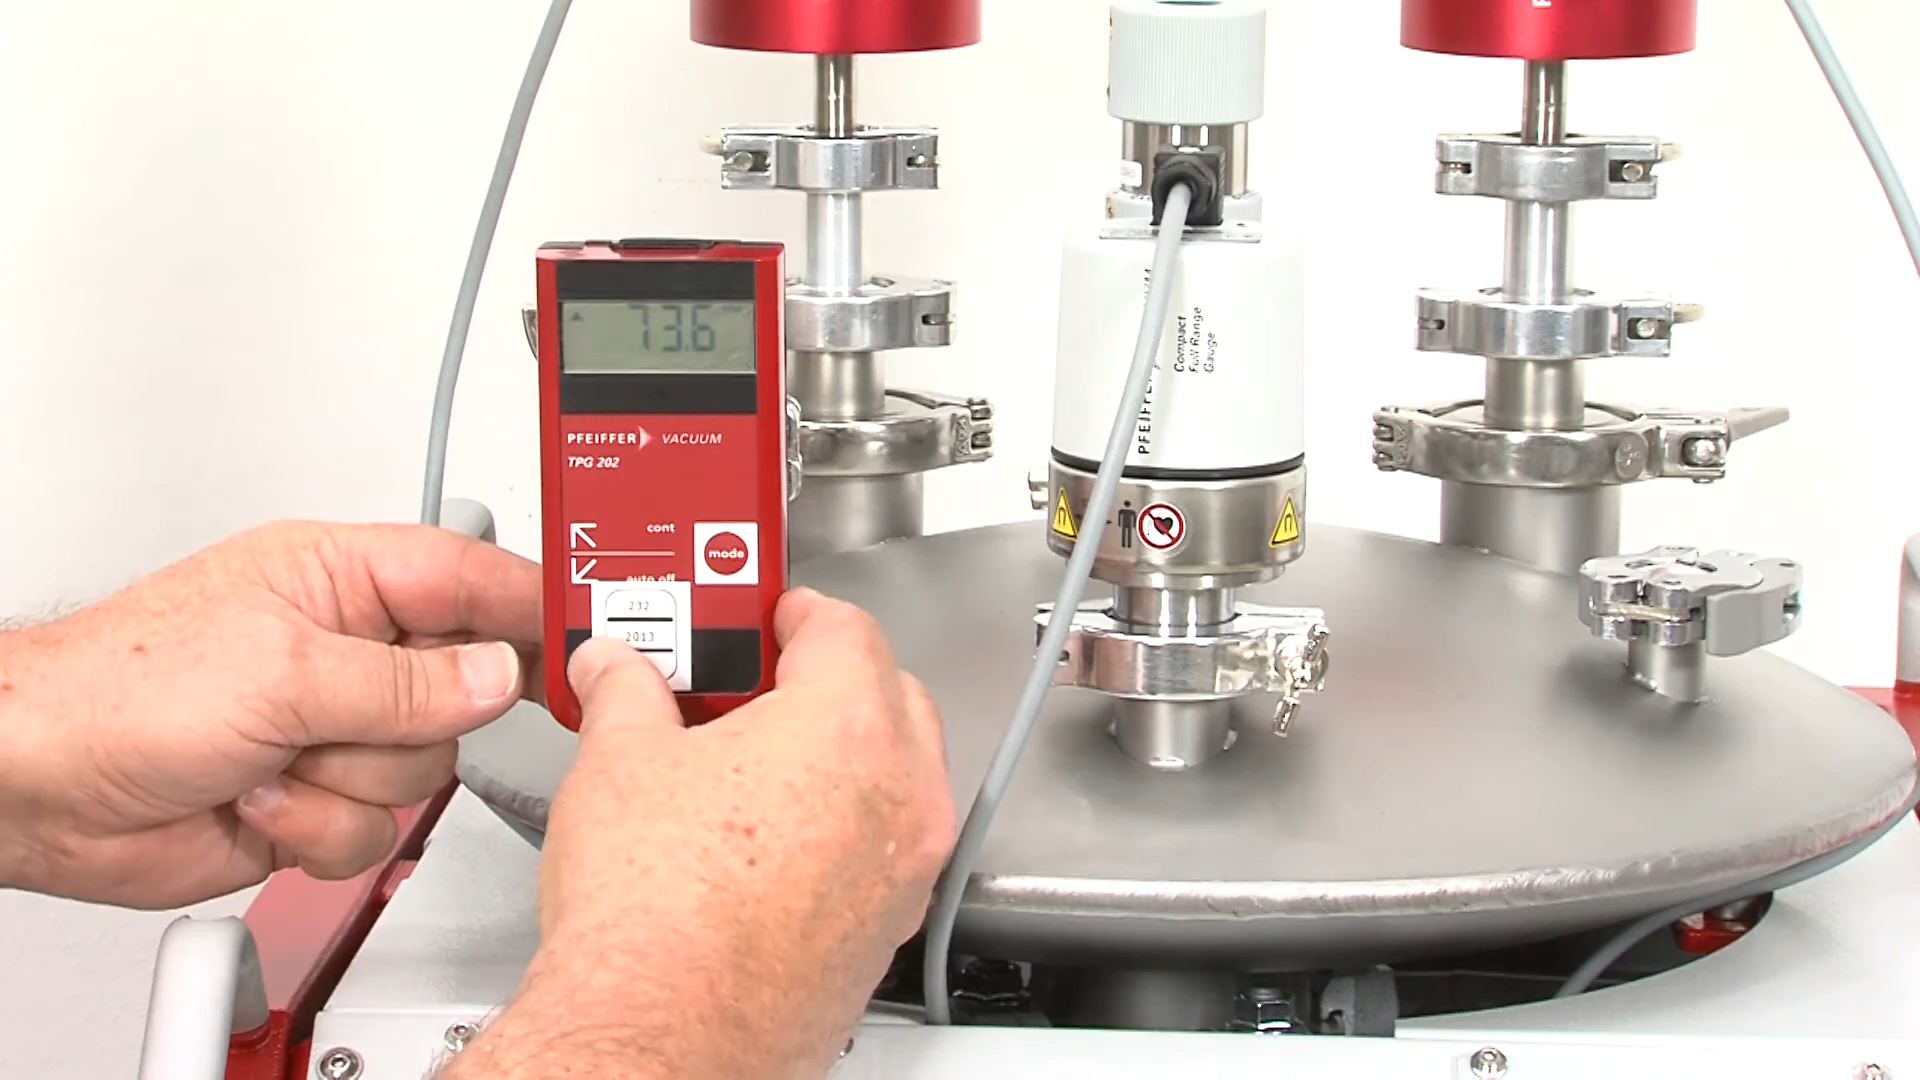 73.6
PFEIFFER VACUUM
TPG 202
cont
mode
auto off
232
2013
PFEIFFER
Compact
Full Range
Gauge